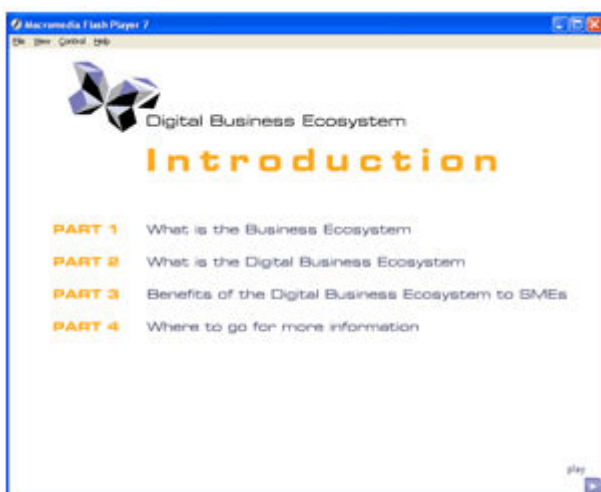 Macromedia Flash Player 7
File View Control Help
Digital Business Ecosystem
Introduction
PART 1 What is the Business Ecosystem
PART 2 What is the Digital Business Ecosystem
PART 3 Benefits of the Digital Business Ecosystem to SMEs
PART 4 Where to go for more information
play